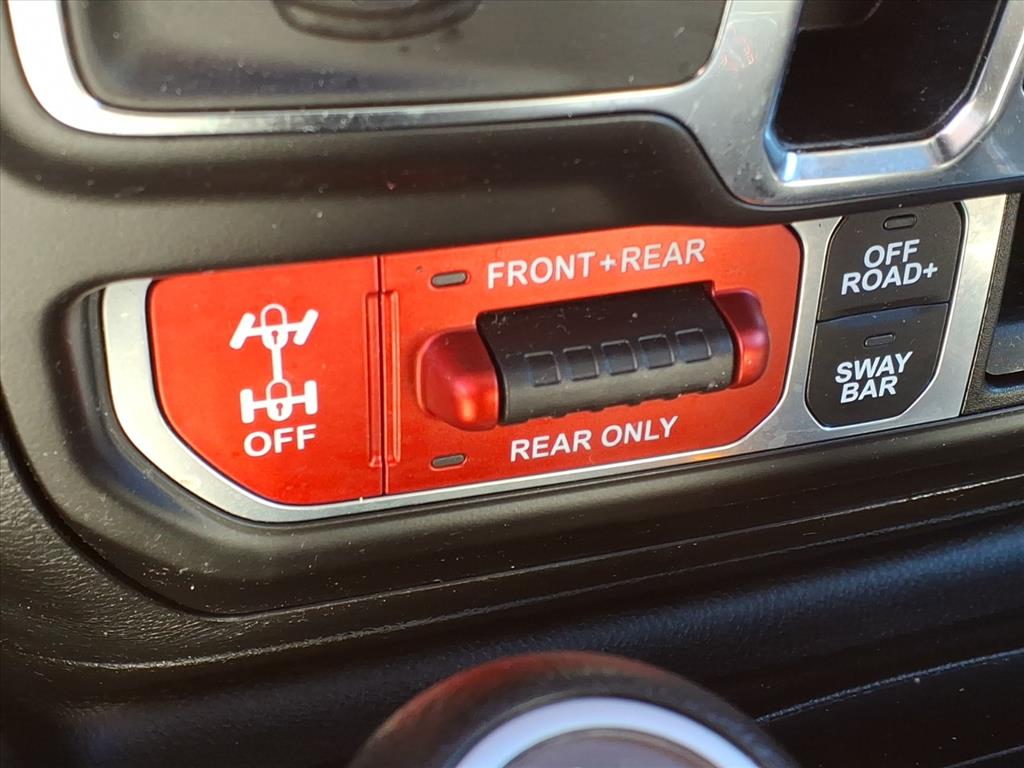 OFF
FRONT+REAR
REAR ONLY
OFF
ROAD+
SWAY
BAR